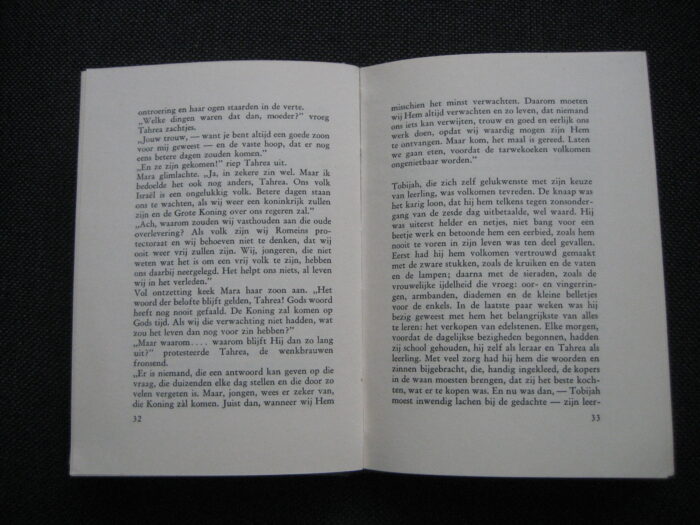 ontroering en haar ogen staarden in de verte.
„Welke dingen waren dat dan, moeder?” vroeg
Tahrea zachtjes.
„Jouw trouw, — want je bent altijd een goede zoon
voor mij geweest — en de vaste hoop, dat er nog
eens betere dagen zouden komen.”
„En ze zijn gekomen!” riep Tahrea uit.
Mara glimlachte. „Ja, in zekere zin wel. Maar ik
bedoelde het ook nog anders, Tahrea. Ons volk
Israël is een ongelukkig volk. Betere dagen staan
ons te wachten, als wij weer een koninkrijk zullen
zijn en de Grote Koning over ons regeren zal.”
„Ach, waarom zouden wij vasthouden aan die oude
overlevering? Als volk zijn wij Romeins pro-
tectoraat en wij behoeven niet te denken, dat wij
ooit weer vrij zullen zijn. Wij, jongeren, die niet
weten wat het is om een vrij volk te zijn, hebben
ons daarbij neergelegd. Het helpt ons niets, al leven
wij in het verleden.”
Vol ontzetting keek Mara haar zoon aan. „Het
woord der belofte blijft gelden, Tahrea! Gods woord
heeft nog nooit gefaald. De Koning zal komen op
Gods tijd. Als wij die verwachting niet hadden, wat
zou het leven dan nog voor zin hebben?”
„Maar waarom.... waarom blijft Hij dan zo lang
uit?” protesteerde Tahrea, de wenkbrauwen
fronsend.
„Er is niemand, die een antwoord kan geven op die
vraag, die duizenden elke dag stellen en die door zo
velen vergeten is. Maar, jongen, wees er zeker van,
die Koning zàl komen. Juist dan, wanneer wij Hem
32
misschien het minst verwachten. Daarom moeten
wij Hem altijd verwachten en zo leven, dat niemand
ons iets kan verwijten, trouw en goed en eerlijk ons
werk doen, opdat wij waardig mogen zijn Hem
te ontvangen. Maar kom, het maal is gereed. Laten
we gaan eten, voordat de tarwekoeken volkomen
ongenietbaar worden.”
Tobijah, die zich zelf gelukwenste met zijn keuze
van leerling, was volkomen tevreden. De knaap was
het karig loon, dat hij hem telkens tegen zonsonder-
gang van de zesde dag uitbetaalde, wel waard. Hij
was uiterst helder en netjes, niet bang voor een
beetje werk en betoonde hem een eerbied, zoals hem
nooit te voren in zijn leven was ten deel gevallen.
Eerst had hij hem volkomen vertrouwd gemaakt
met de zware stukken, zoals de kruiken en de vaten
en de lampen; daarna met de sieraden, zoals de
vrouwelijke ijdelheid die vroeg: oor- en vingerrin-
gen, armbanden, diademen en de kleine belletjes
voor de enkels. In de laatste paar weken was hij
bezig geweest met hem het belangrijkste van alles
te leren: het verkopen van edelstenen. Elke morgen,
voordat de dagelijkse bezigheden begonnen, hadden
zij school gehouden, hij zelf als leraar en Tahrea als
leerling. Met veel zorg had hij hem die woorden en
zinnen bijgebracht, die, handig ingekleed, de kopers
in de waan moesten brengen, dat zij het beste koch-
ten, wat er te kopen was. En nu was dan, — Tobijah
moest inwendig lachen bij de gedachte — zijn leer-
33